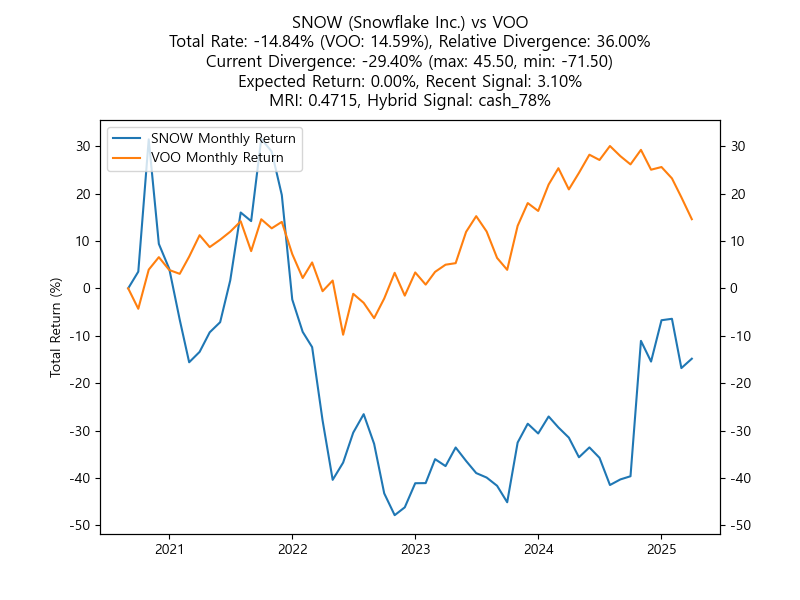 SNOW (Snowflake Inc.) vs VOO
Total Rate: -14.84% (VOO: 14.59%), Relative Divergence: 36.00%
Current Divergence: -29.40% (max: 45.50, min: -71.50)
Expected Return: 0.00%, Recent Signal: 3.10%
MRI: 0.4715, Hybrid Signal: cash_78%
SNOW Monthly Return
VOO Monthly Return
Total Return (%)
30
20
10
0
-10
-20
-30
-40
-50
30
20
10
0
-10
-20
-30
-40
-50
2021
2022
2023
2024
2025